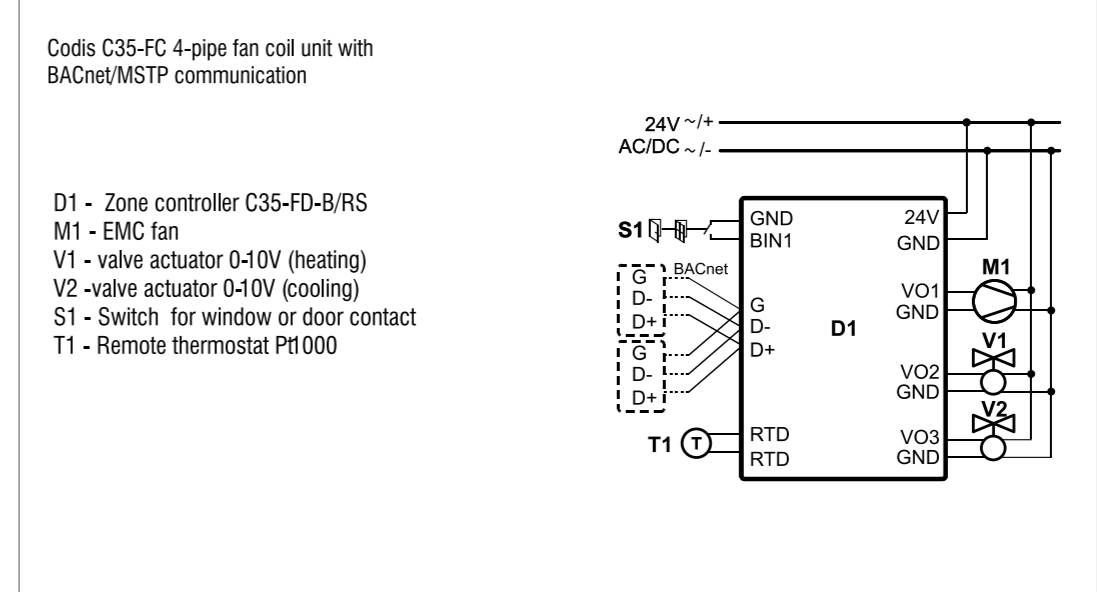 Codis C35-FC 4-pipe fan coil unit with
BACnet/MSTP communication
D1 - Zone controller C35-FD-B/RS
M1 - EMC fan
V1 - valve actuator 0-10V (heating)
V2 -valve actuator 0-10V (cooling)
S1 - Switch for window or door contact
T1 - Remote thermostat Pt1000
24V ~/+
AC/DC ~/-
S1
GND
BIN1
BACnet
G
D-
D+
G
D-
D+
G
D-
D+
T1
T
RTD
RTD
D1
24V
GND
M1
VO1
GND
V1
VO2
GND
V2
VO3
GND